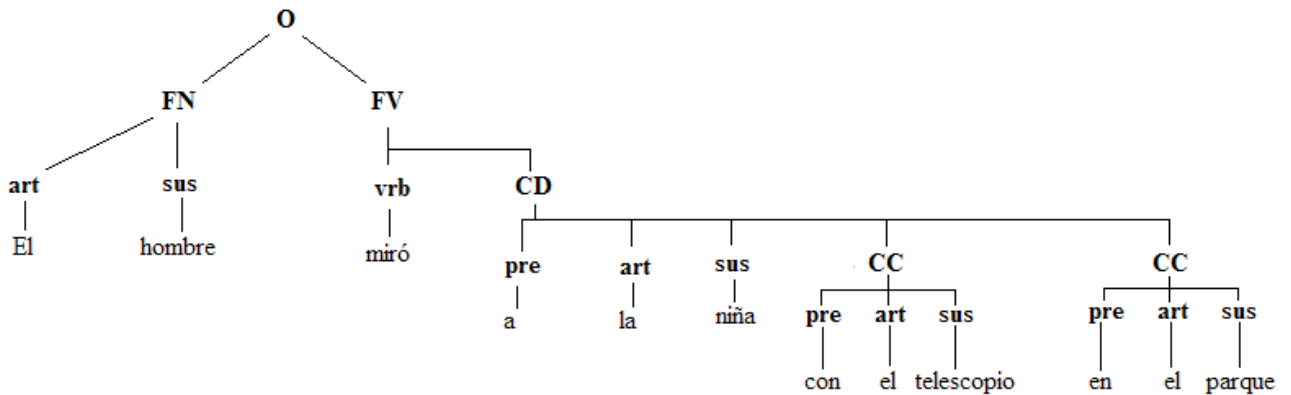 O
FN FV
art sus vrb CD
El hombre miró
pre art sus CC CC
a la niña
pre art sus pre art sus
con el telescopio en el parque